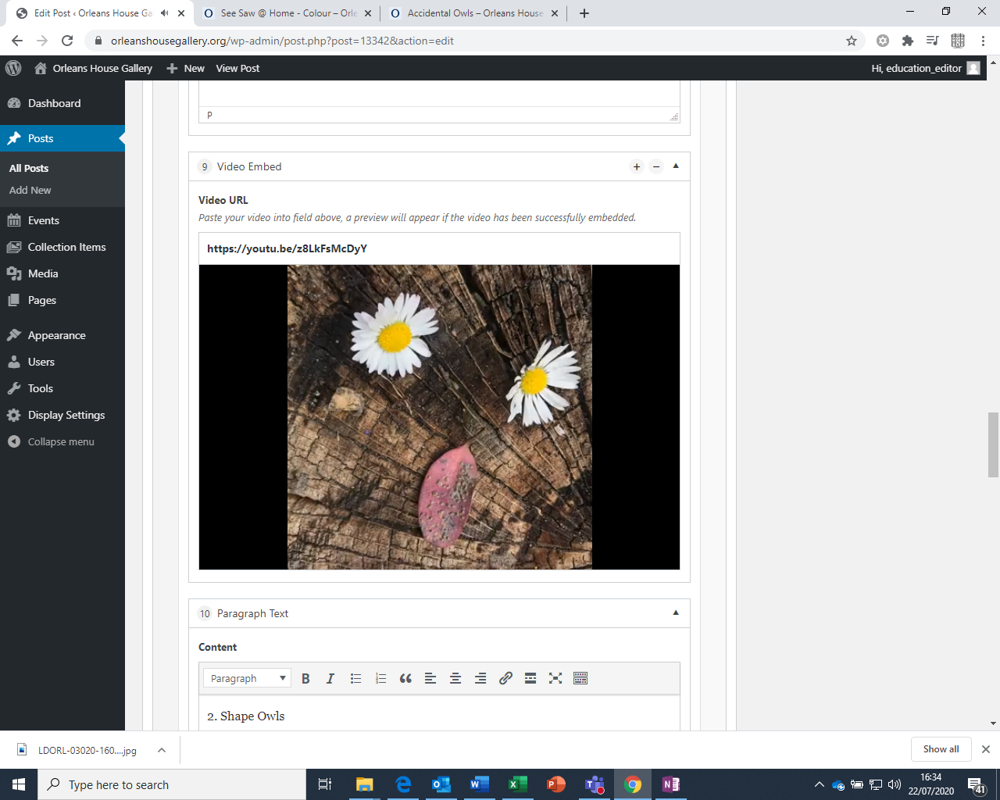 Edit Post ‹ Orleans House Ga
See Saw @ Home - Colour – Orle
Accidental Owls – Orleans House
orleanshousegallery.org/wp-admin/post.php?post=13342&action=edit
Orleans House Gallery
New
View Post
Hi, education_editor
Dashboard
Posts
All Posts
Add New
Events
Collection Items
Media
Pages
Appearance
Users
Tools
Display Settings
Collapse menu
P
9 Video Embed
Video URL
Paste your video into field above, a preview will appear if the video has been successfully embedded.
https://youtu.be/z8LkFsMcDyY
10 Paragraph Text
Content
Paragraph
2. Shape Owls
LDORL-03020-160....jpg
Show all
Type here to search
16:34
22/07/2020
41